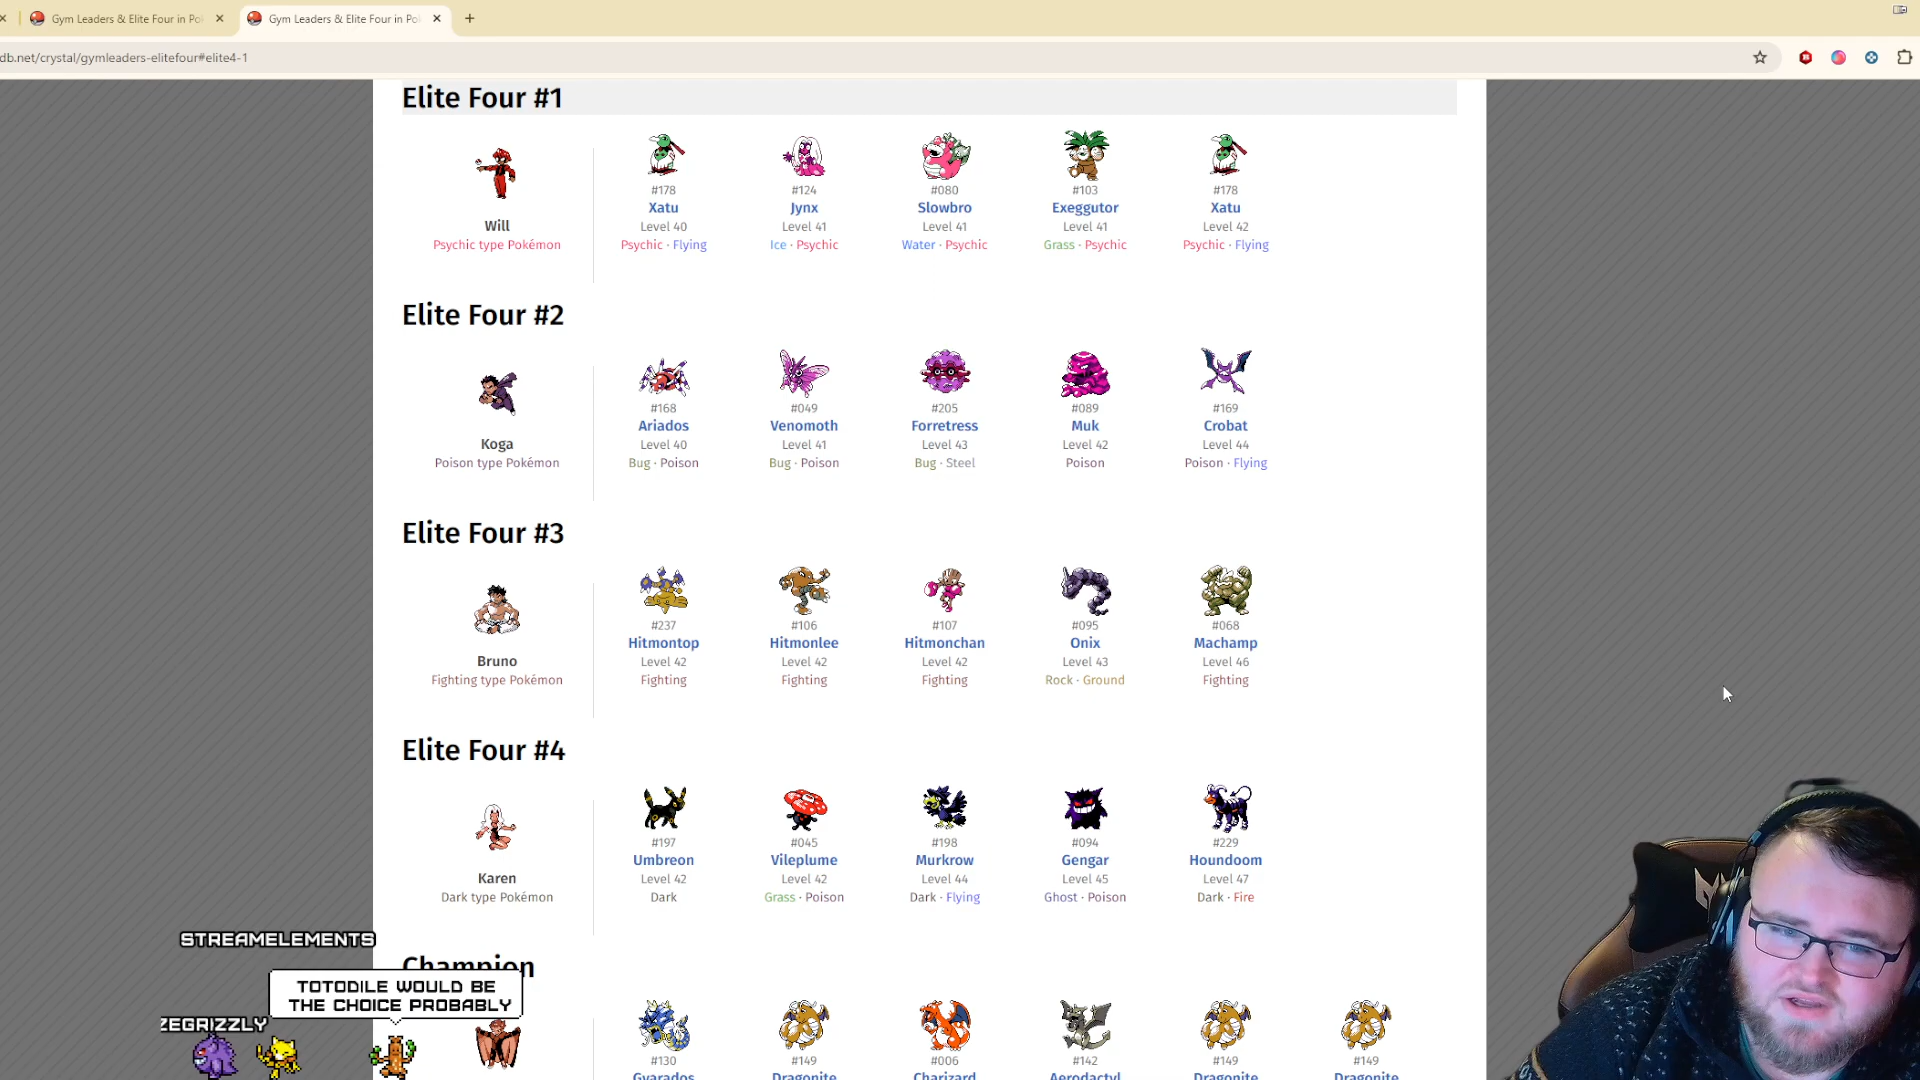 Gym Leaders & Elite Four in Po
Gym Leaders & Elite Four in Po
db.net/crystal/gymleaders-elitefour#elite4-1
Elite Four #1
Will
Psychic type Pokémon
#178 #124 #080 #103 #178
Xatu Jynx Slowbro Exeggutor Xatu
Level 40 Level 41 Level 41 Level 41 Level 42
Psychic · Flying Ice · Psychic Water · Psychic Grass · Psychic Psychic · Flying
Elite Four #2
Koga
Poison type Pokémon
#168 #049 #205 #089 #169
Ariados Venomoth Forretress Muk Crobat
Level 40 Level 41 Level 43 Level 42 Level 44
Bug · Poison Bug · Poison Bug · Steel Poison Poison · Flying
Elite Four #3
Bruno
Fighting type Pokémon
#237 #106 #107 #095 #068
Hitmontop Hitmonlee Hitmonchan Onix Machamp
Level 42 Level 42 Level 42 Level 43 Level 46
Fighting Fighting Fighting Rock · Ground Fighting
Elite Four #4
Karen
Dark type Pokémon
#197 #045 #198 #094 #229
Umbreon Vileplume Murkrow Gengar Houndoom
Level 42 Level 42 Level 44 Level 45 Level 47
Dark Grass · Poison Dark · Flying Ghost · Poison Dark · Fire
Champion
#130 #149 #006 #142 #149 #149
Gyarados Dragonite Charizard Aerodactyl Dragonite Dragonite
STREAMELEMENTS
TOTODILE WOULD BE
THE CHOICE PROBABLY
ZEGRIZZLY